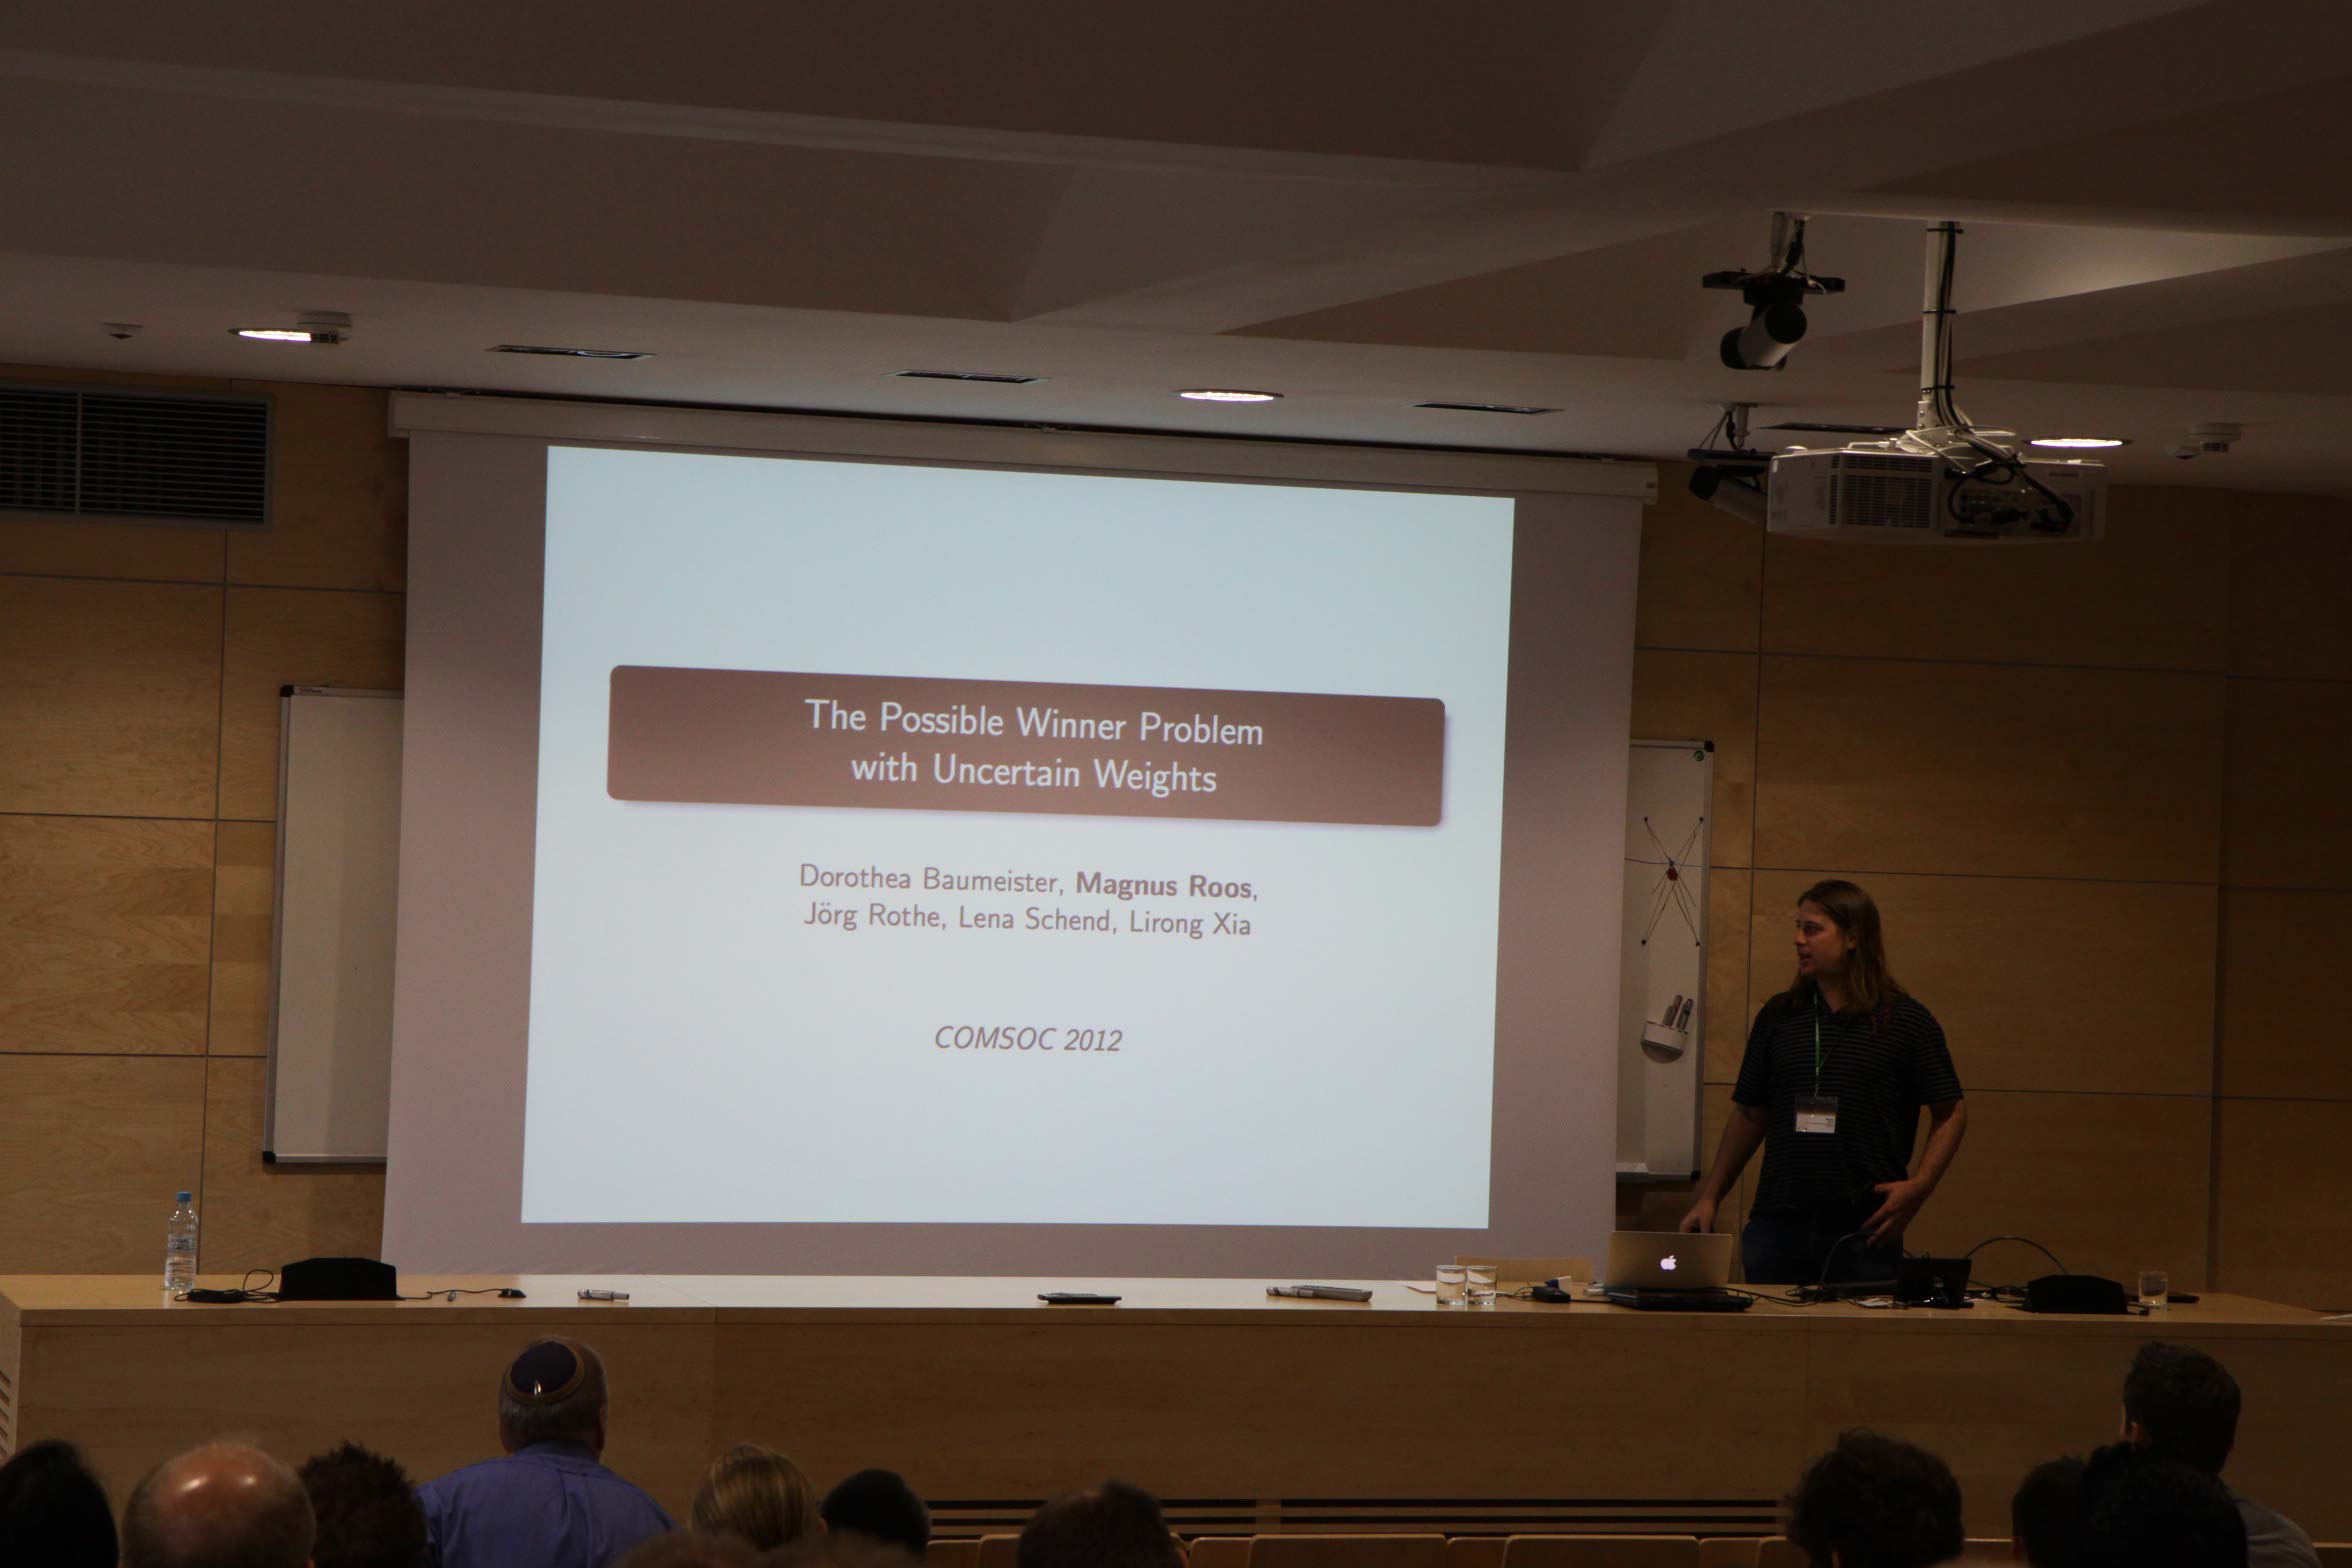 The Possible Winner Problem
with Uncertain Weights
Dorothea Baumeister, Magnus Roos,
Jörg Rothe, Lena Schend, Lirong Xia
COMSOC 2012